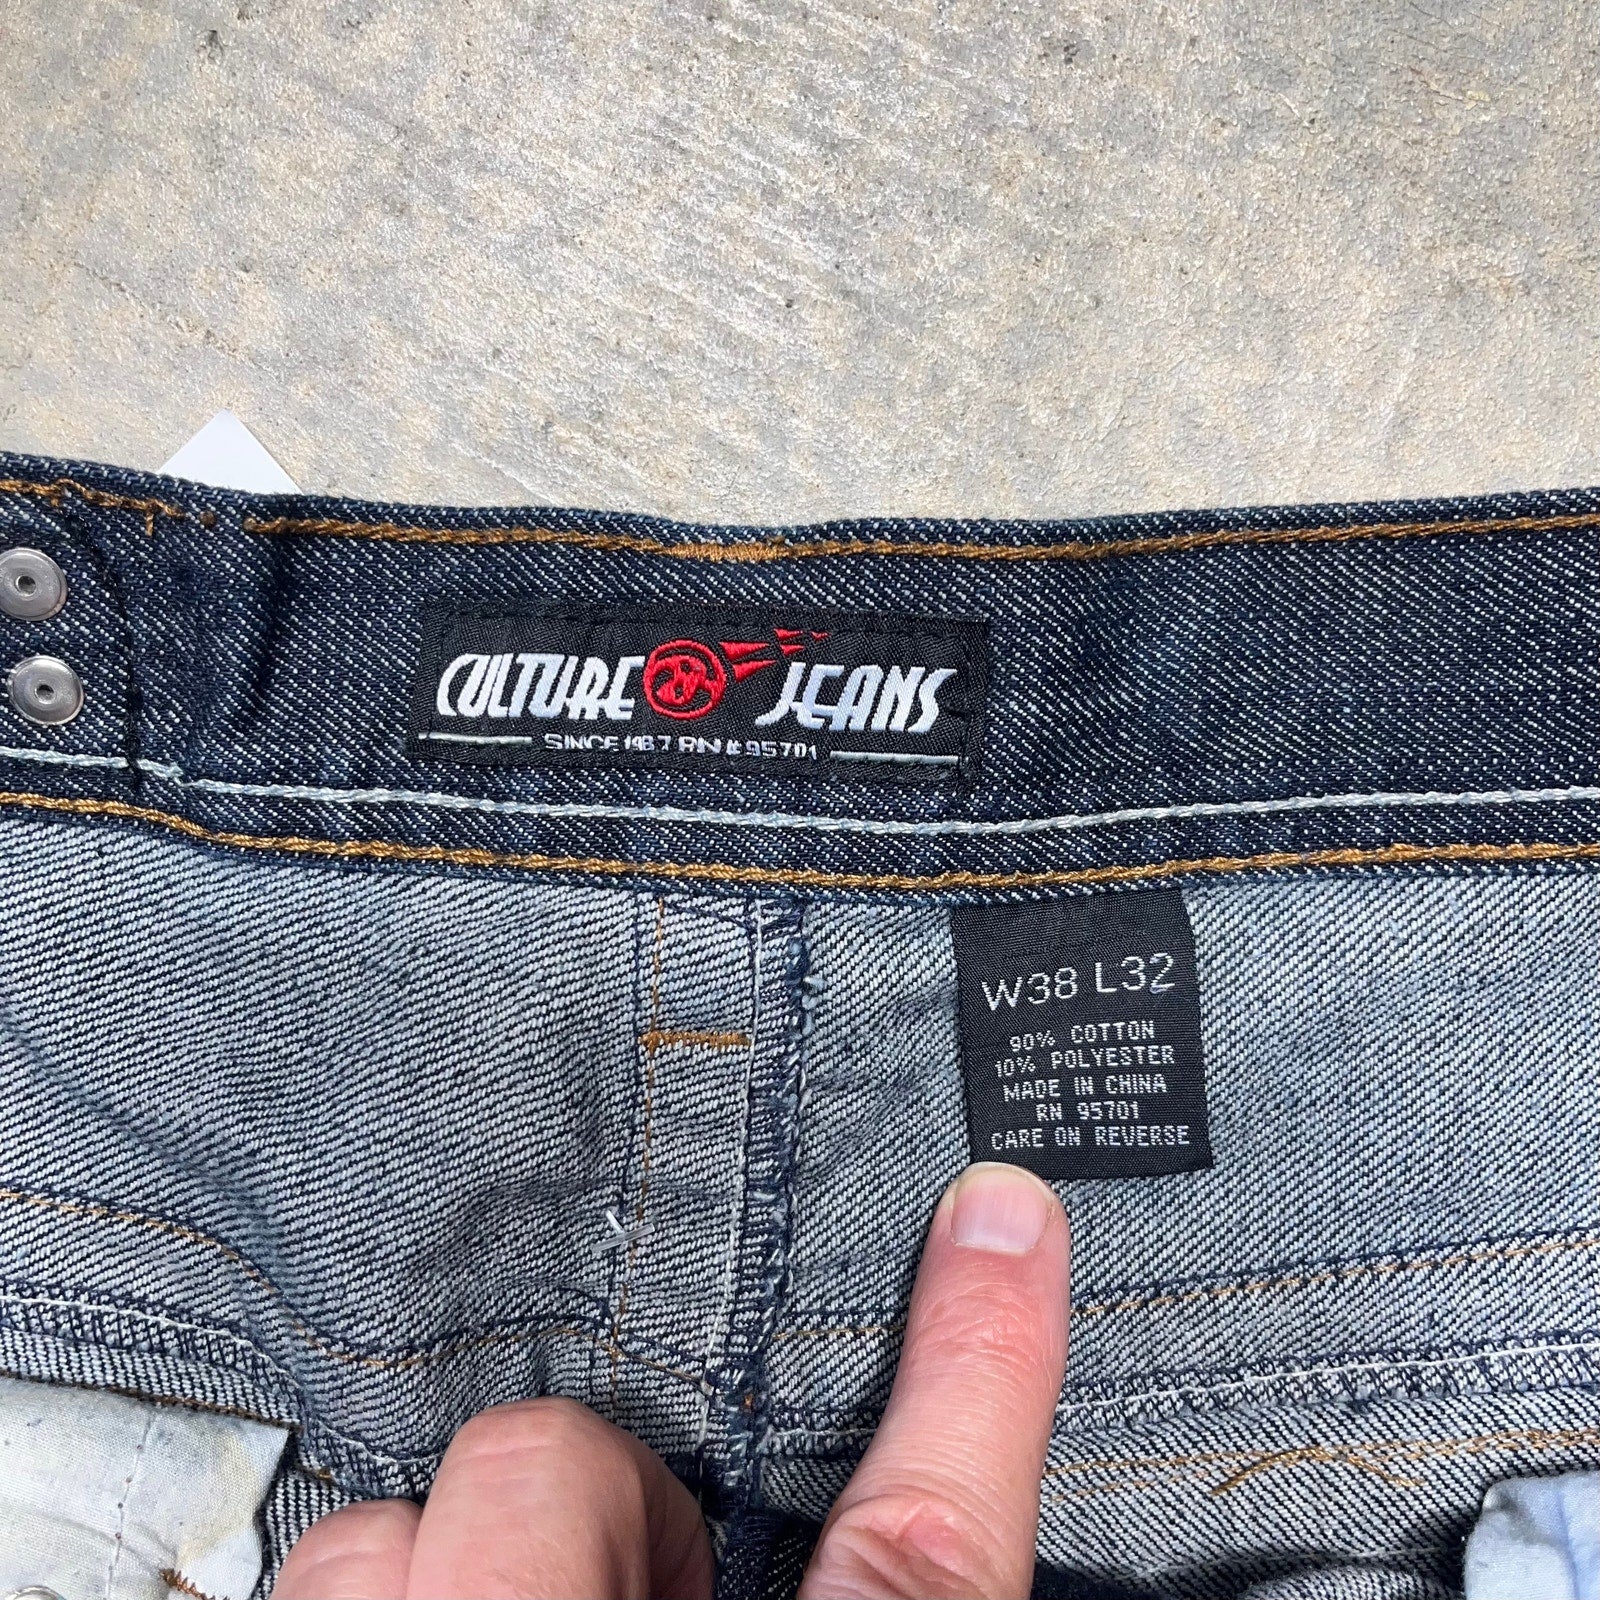 CULTURE JEANS
SINCE 1987 RN # 95701
W38 L32
90% COTTON
10% POLYESTER
MADE IN CHINA
RN 95701
CARE ON REVERSE